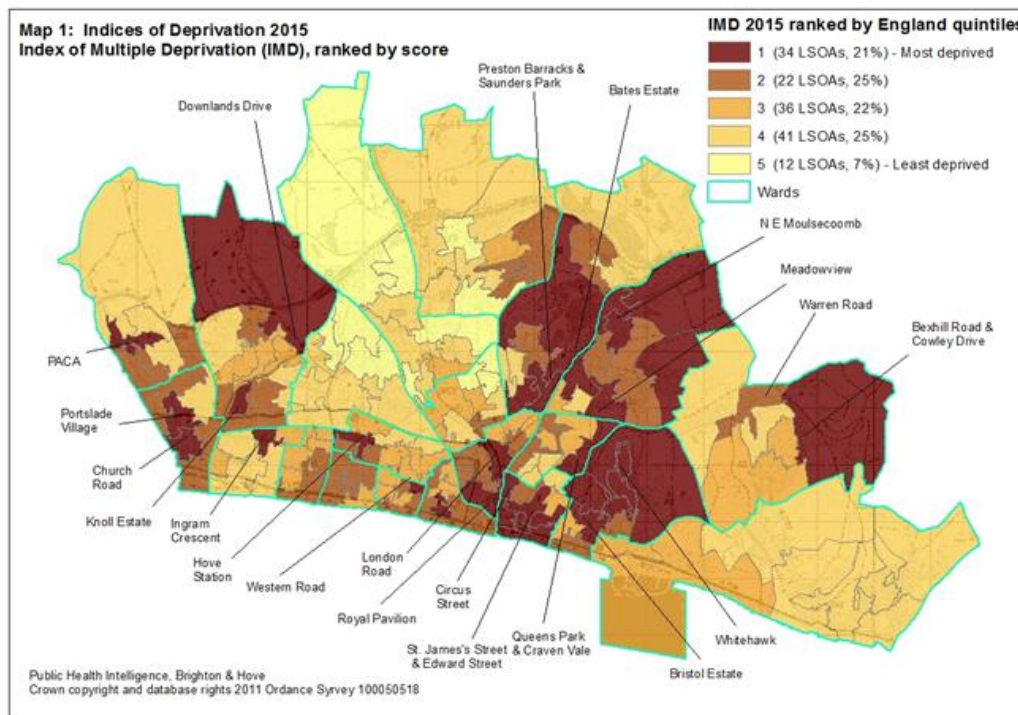 Map 1: Indices of Deprivation 2015
Index of Multiple Deprivation (IMD), ranked by score
IMD 2015 ranked by England quintiles
1 (34 LSOAs, 21%) - Most deprived
2 (22 LSOAs, 25%)
3 (36 LSOAs, 22%)
4 (41 LSOAs, 25%)
5 (12 LSOAs, 7%) - Least deprived
Wards
Preston Barracks &
Saunders Park
Bates Estate
Downlands Drive
N E Moulsecoomb
Meadowview
Warren Road
Bexhill Road &
Cowley Drive
PACA
Portslade
Village
Church
Road
Knoll Estate
Ingram
Crescent
Hove
Station
Western Road
London
Road
Royal Pavilion
Circus
Street
St. James's Street
& Edward Street
Queens Park
& Craven Vale
Bristol Estate
Whitehawk
Public Health Intelligence, Brighton & Hove
Crown copyright and database rights 2011 Ordance Syrvey 100050518